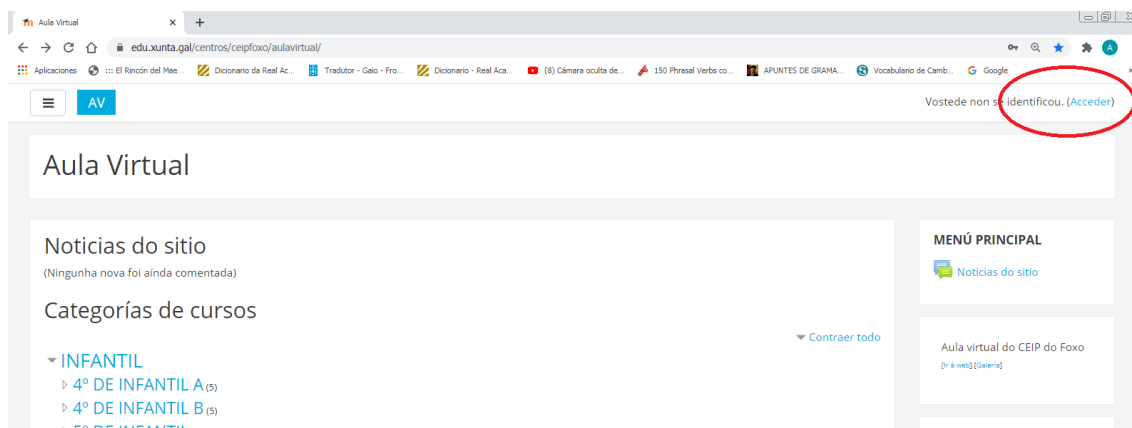 Aula Virtual
edu.xunta.gal/centros/ceipfoxo/aulavirtual/
A
Aplicaciones ::: El Rincón del Mae... Dicionario da Real Ac... Tradutor - Gaio - Fro... Dicionario - Real Aca... (8) Cámara oculta de... 150 Phrasal Verbs co... APUNTES DE GRAMA... Vocabulario de Camb... Google
AV
Vostede non se identificou. (Acceder)
Aula Virtual
Noticias do sitio
(Ningunha nova foi aínda comentada)
Categorías de cursos
Contraer todo
INFANTIL
4º DE INFANTIL A (5)
4º DE INFANTIL B (5)
MENÚ PRINCIPAL
Noticias do sitio
Aula virtual do CEIP do Foxo
[Ir á web] [Galería]